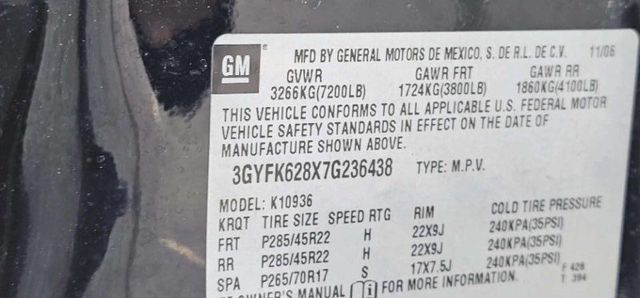 GM
MFD BY GENERAL MOTORS DE MEXICO, S. DE R.L. DE C.V. 11/06
GVWR GAWR FRT GAWR RR
3266KG(7200LB) 1724KG(3800LB) 1860KG(4100LB)
THIS VEHICLE CONFORMS TO ALL APPLICABLE U.S. FEDERAL MOTOR
VEHICLE SAFETY STANDARDS IN EFFECT ON THE DATE OF
MANUFACTURE SHOWN ABOVE.
3GYFK628X7G236438 TYPE: M.P.V.
MODEL: K10936
KRQT TIRE SIZE SPEED RTG RIM COLD TIRE PRESSURE
FRT P285/45R22 H 22X9J 240KPA(35PSI)
RR P285/45R22 H 22X9J 240KPA(35PSI)
SPA P265/70R17 S 17X7.5J 240KPA(35PSI)
OWNER'S MANUAL i FOR MORE INFORMATION. F 428
T 394